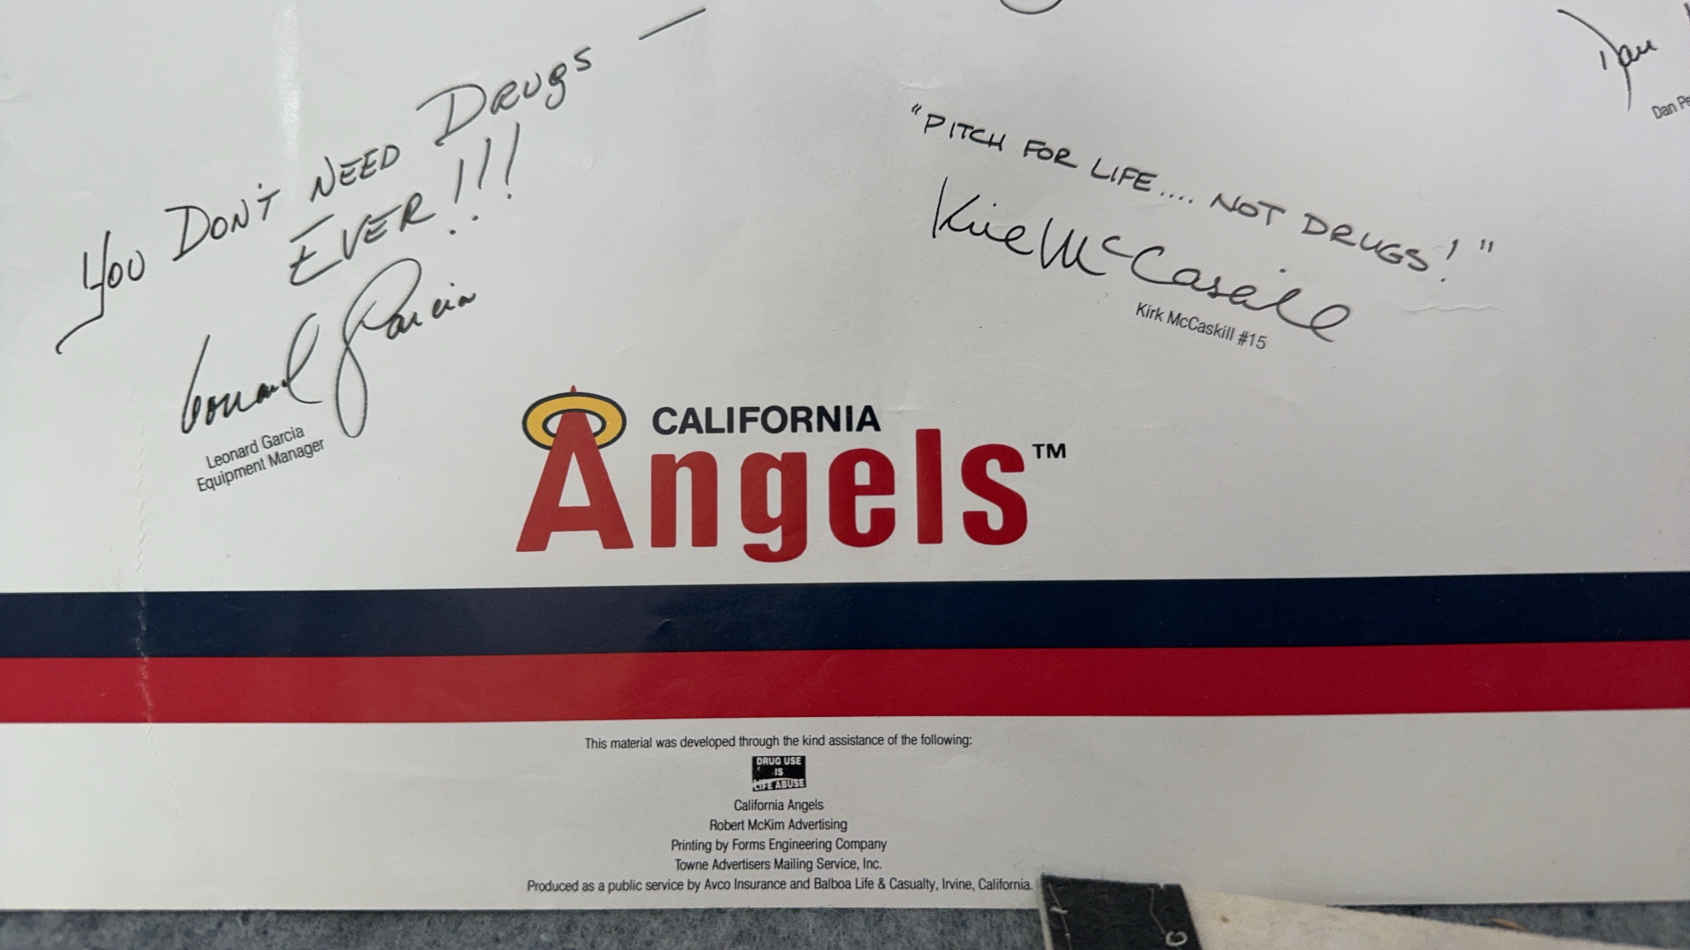 YOU DON'T NEED DRUGS —
EVER!!!
Leonard Garcia
Leonard Garcia
Equipment Manager
"PITCH FOR LIFE.... NOT DRUGS!"
Kirk McCaskill
Kirk McCaskill #15
Dan
Dan
CALIFORNIA
Angels™
This material was developed through the kind assistance of the following:
DRUG USE
IS
LIFE ABUSE
California Angels
Robert McKim Advertising
Printing by Forms Engineering Company
Towne Advertisers Mailing Service, Inc.
Produced as a public service by Avco Insurance and Balboa Life & Casualty, Irvine, California.